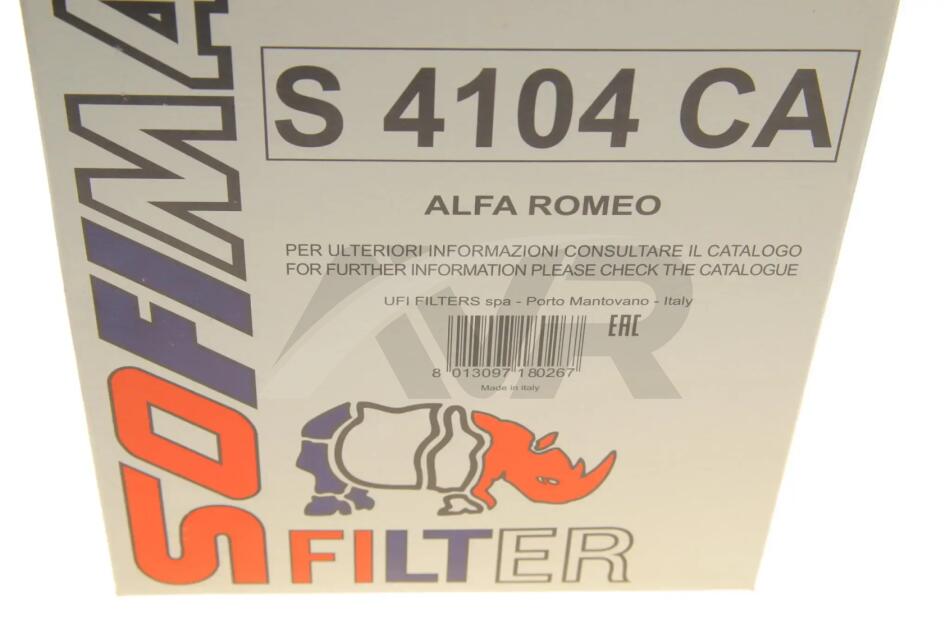 SOFIMA
S 4104 CA
ALFA ROMEO
PER ULTERIORI INFORMAZIONI CONSULTARE IL CATALOGO
FOR FURTHER INFORMATION PLEASE CHECK THE CATALOGUE
UFI FILTERS spa - Porto Mantovano - Italy
EAC
8 013097 180267
Made in italy
AVR
FILTER